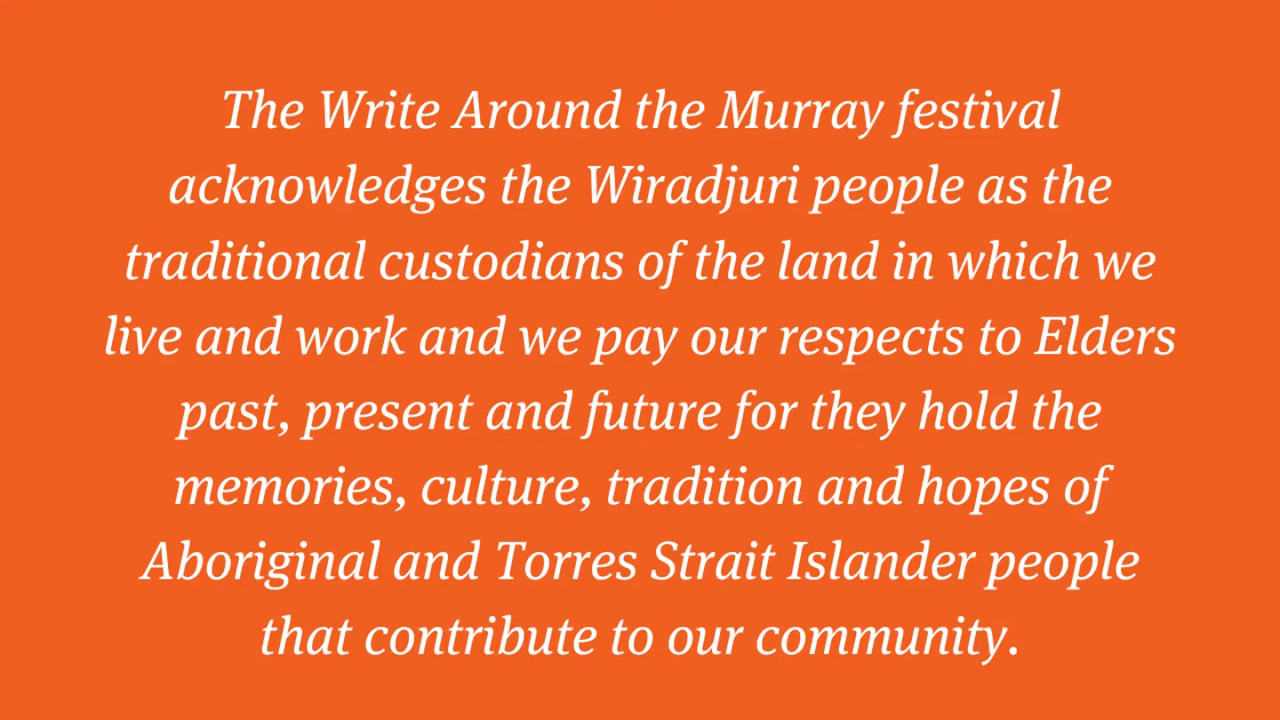 The Write Around the Murray festival
acknowledges the Wiradjuri people as the
traditional custodians of the land in which we
live and work and we pay our respects to Elders
past, present and future for they hold the
memories, culture, tradition and hopes of
Aboriginal and Torres Strait Islander people
that contribute to our community.